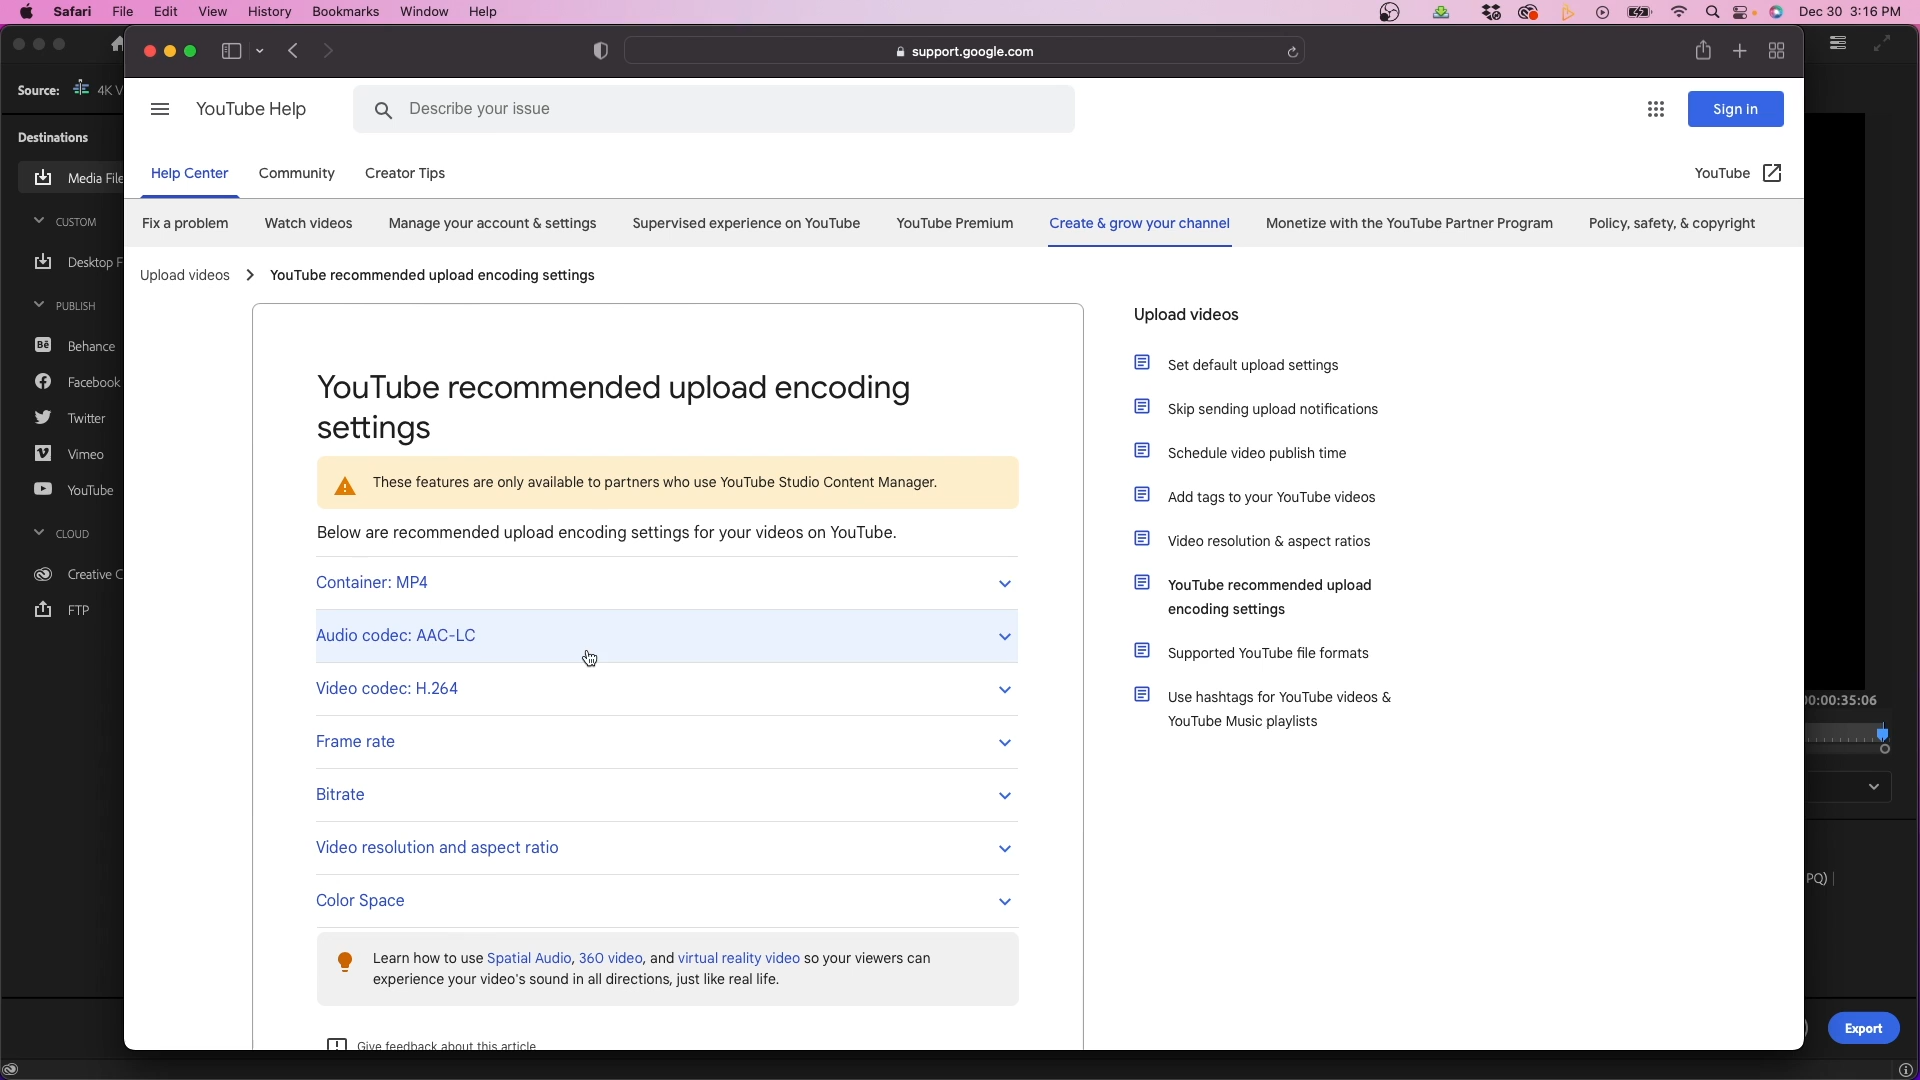 Safari File Edit View History Bookmarks Window Help Dec 30 3:16 PM
support.google.com
Source: 4K V
Destinations
Media File
CUSTOM
Desktop F
PUBLISH
Behance
Facebook
Twitter
Vimeo
YouTube
CLOUD
Creative C
FTP
YouTube Help
Describe your issue
Sign in
Help Center Community Creator Tips YouTube
Fix a problem Watch videos Manage your account & settings Supervised experience on YouTube YouTube Premium Create & grow your channel Monetize with the YouTube Partner Program Policy, safety, & copyright
Upload videos YouTube recommended upload encoding settings
YouTube recommended upload encoding
settings
These features are only available to partners who use YouTube Studio Content Manager.
Below are recommended upload encoding settings for your videos on YouTube.
Container: MP4
Audio codec: AAC-LC
Video codec: H.264
Frame rate
Bitrate
Video resolution and aspect ratio
Color Space
Learn how to use Spatial Audio, 360 video, and virtual reality video so your viewers can
experience your video's sound in all directions, just like real life.
Give feedback about this article
Upload videos
Set default upload settings
Skip sending upload notifications
Schedule video publish time
Add tags to your YouTube videos
Video resolution & aspect ratios
YouTube recommended upload
encoding settings
Supported YouTube file formats
Use hashtags for YouTube videos &
YouTube Music playlists
00:00:35:06
PQ) |
Export